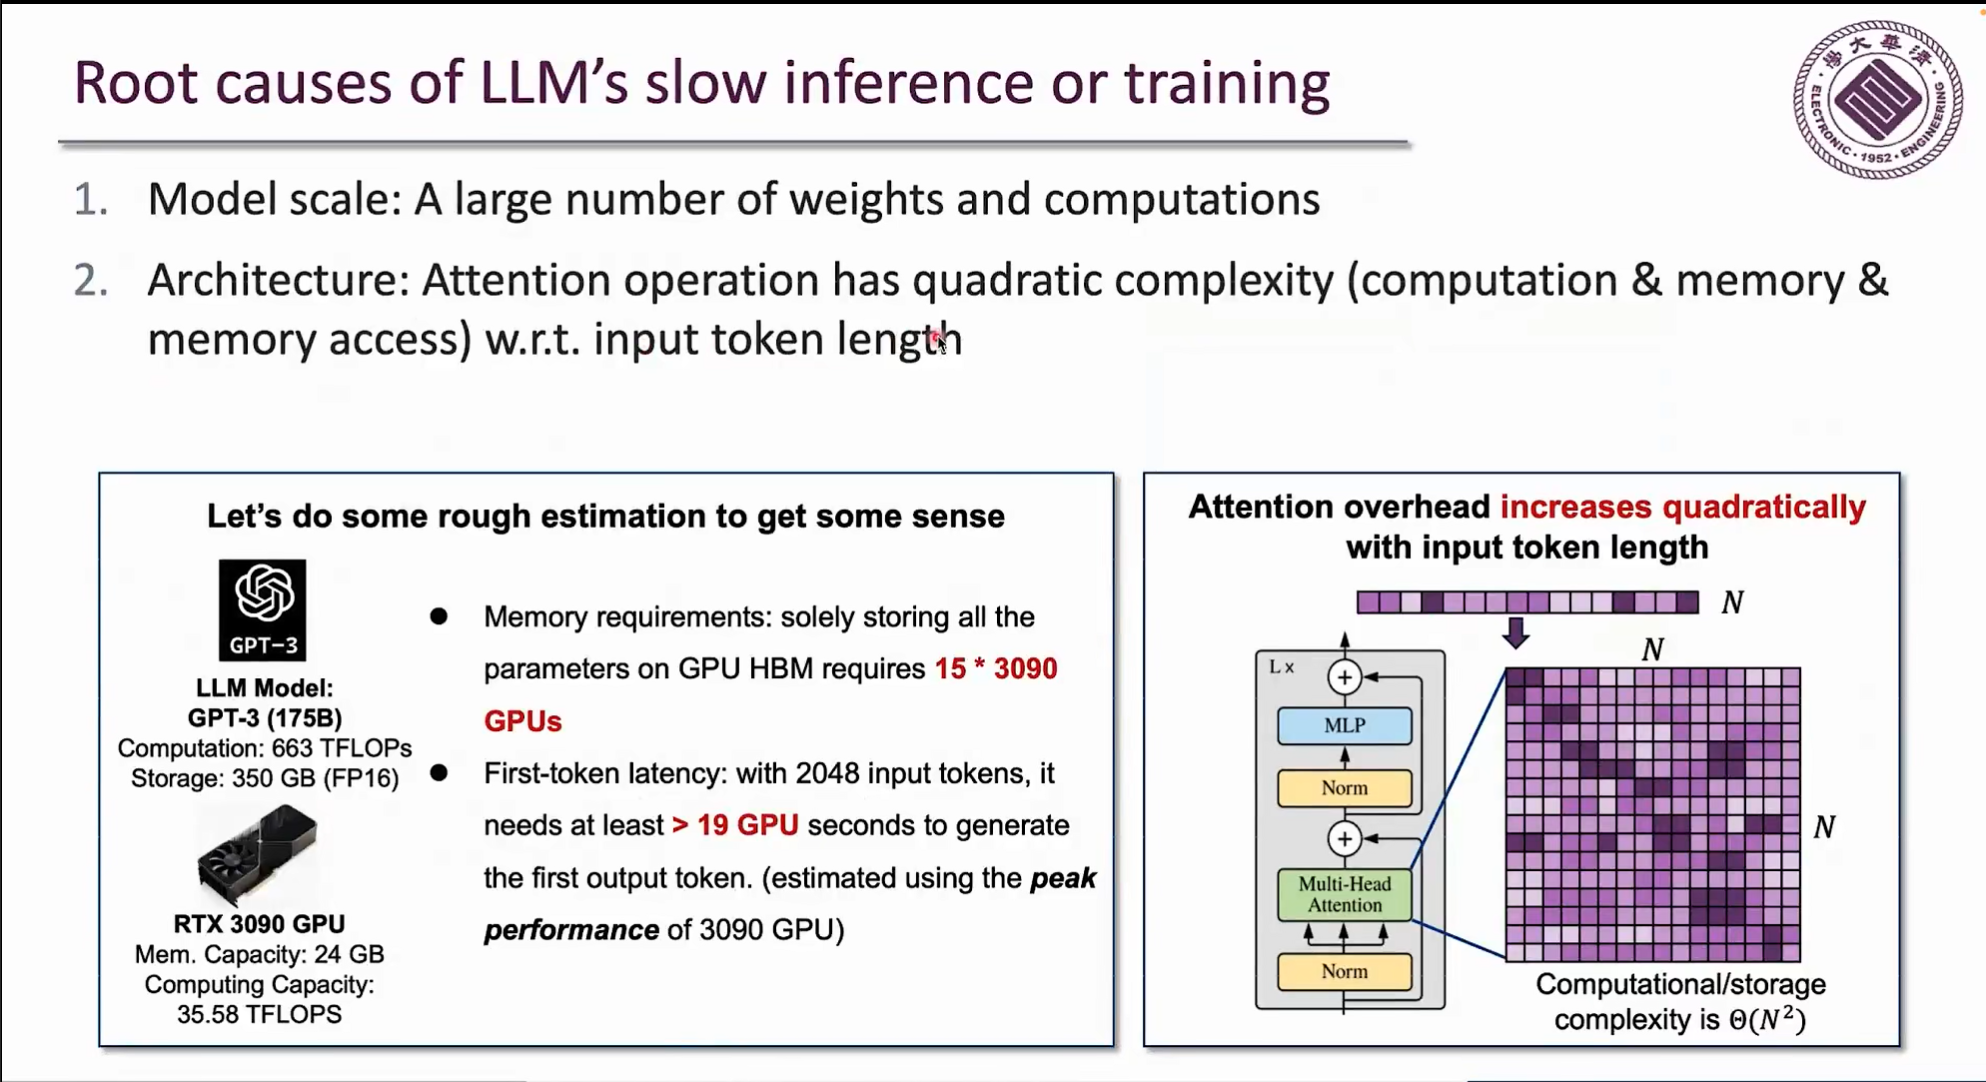 Root causes of LLM's slow inference or training
學大華清
ELECTRONIC · 1952 · ENGINEERING
1. Model scale: A large number of weights and computations
2. Architecture: Attention operation has quadratic complexity (computation & memory &
memory access) w.r.t. input token length
Let's do some rough estimation to get some sense
GPT-3
LLM Model:
GPT-3 (175B)
Computation: 663 TFLOPs
Storage: 350 GB (FP16)
RTX 3090 GPU
Mem. Capacity: 24 GB
Computing Capacity:
35.58 TFLOPS
● Memory requirements: solely storing all the
parameters on GPU HBM requires 15 * 3090
GPUs
● First-token latency: with 2048 input tokens, it
needs at least > 19 GPU seconds to generate
the first output token. (estimated using the peak
performance of 3090 GPU)
Attention overhead increases quadratically
with input token length
N
N
L x
+
MLP
Norm
+
Multi-Head
Attention
Norm
N
Computational/storage
complexity is Θ(N²)